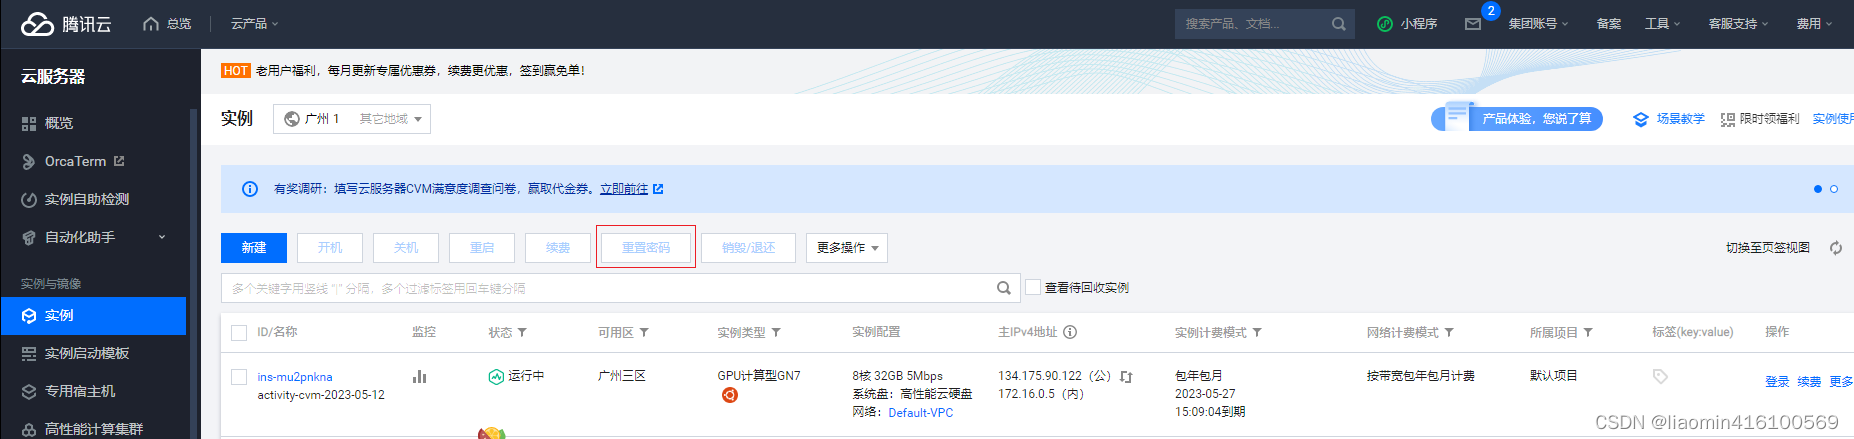 腾讯云 总览 云产品 搜索产品、文档... 小程序 2 集团账号 备案 工具 客服支持 费用
云服务器
HOT 老用户福利，每月更新专属优惠券，续费更优惠，签到赢免单！
概览
OrcaTerm
实例自助检测
自动化助手
实例与镜像
实例
实例启动模板
专用宿主机
高性能计算集群
实例 广州 1 其它地域 产品体验，您说了算 场景教学 限时领福利 实例使用
有奖调研：填写云服务器CVM满意度调查问卷，赢取代金券。立即前往
新建 开机 关机 重启 续费 重置密码 销毁/退还 更多操作 切换至页签视图
多个关键字用竖线 "|" 分隔，多个过滤标签用回车键分隔 查看待回收实例
ID/名称 监控 状态 可用区 实例类型 实例配置 主IPv4地址 实例计费模式 网络计费模式 所属项目 标签(key:value) 操作
ins-mu2pnkna 运行中 广州三区 GPU计算型GN7 8核 32GB 5Mbps 134.175.90.122（公） 包年包月 按带宽包年包月计费 默认项目 登录 续费 更多
activity-cvm-2023-05-12 系统盘：高性能云硬盘 172.16.0.5（内） 2023-05-27
网络：Default-VPC 15:09:04到期
CSDN @liaomin416100569